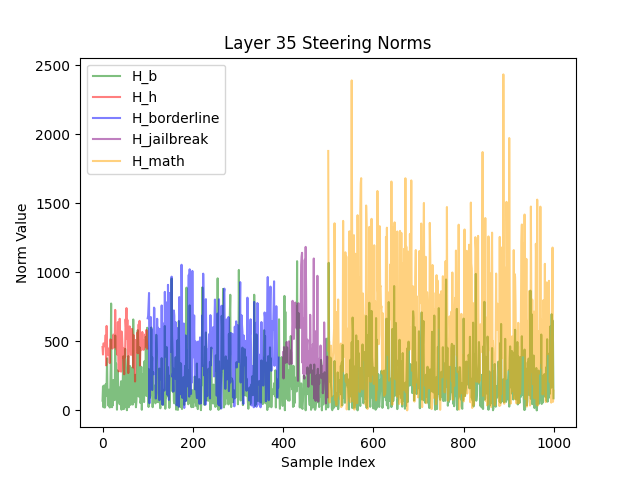 Layer 35 Steering Norms
H_b
H_h
H_borderline
H_jailbreak
H_math
Norm Value
2500
2000
1500
1000
500
0
0 200 400 600 800 1000
Sample Index